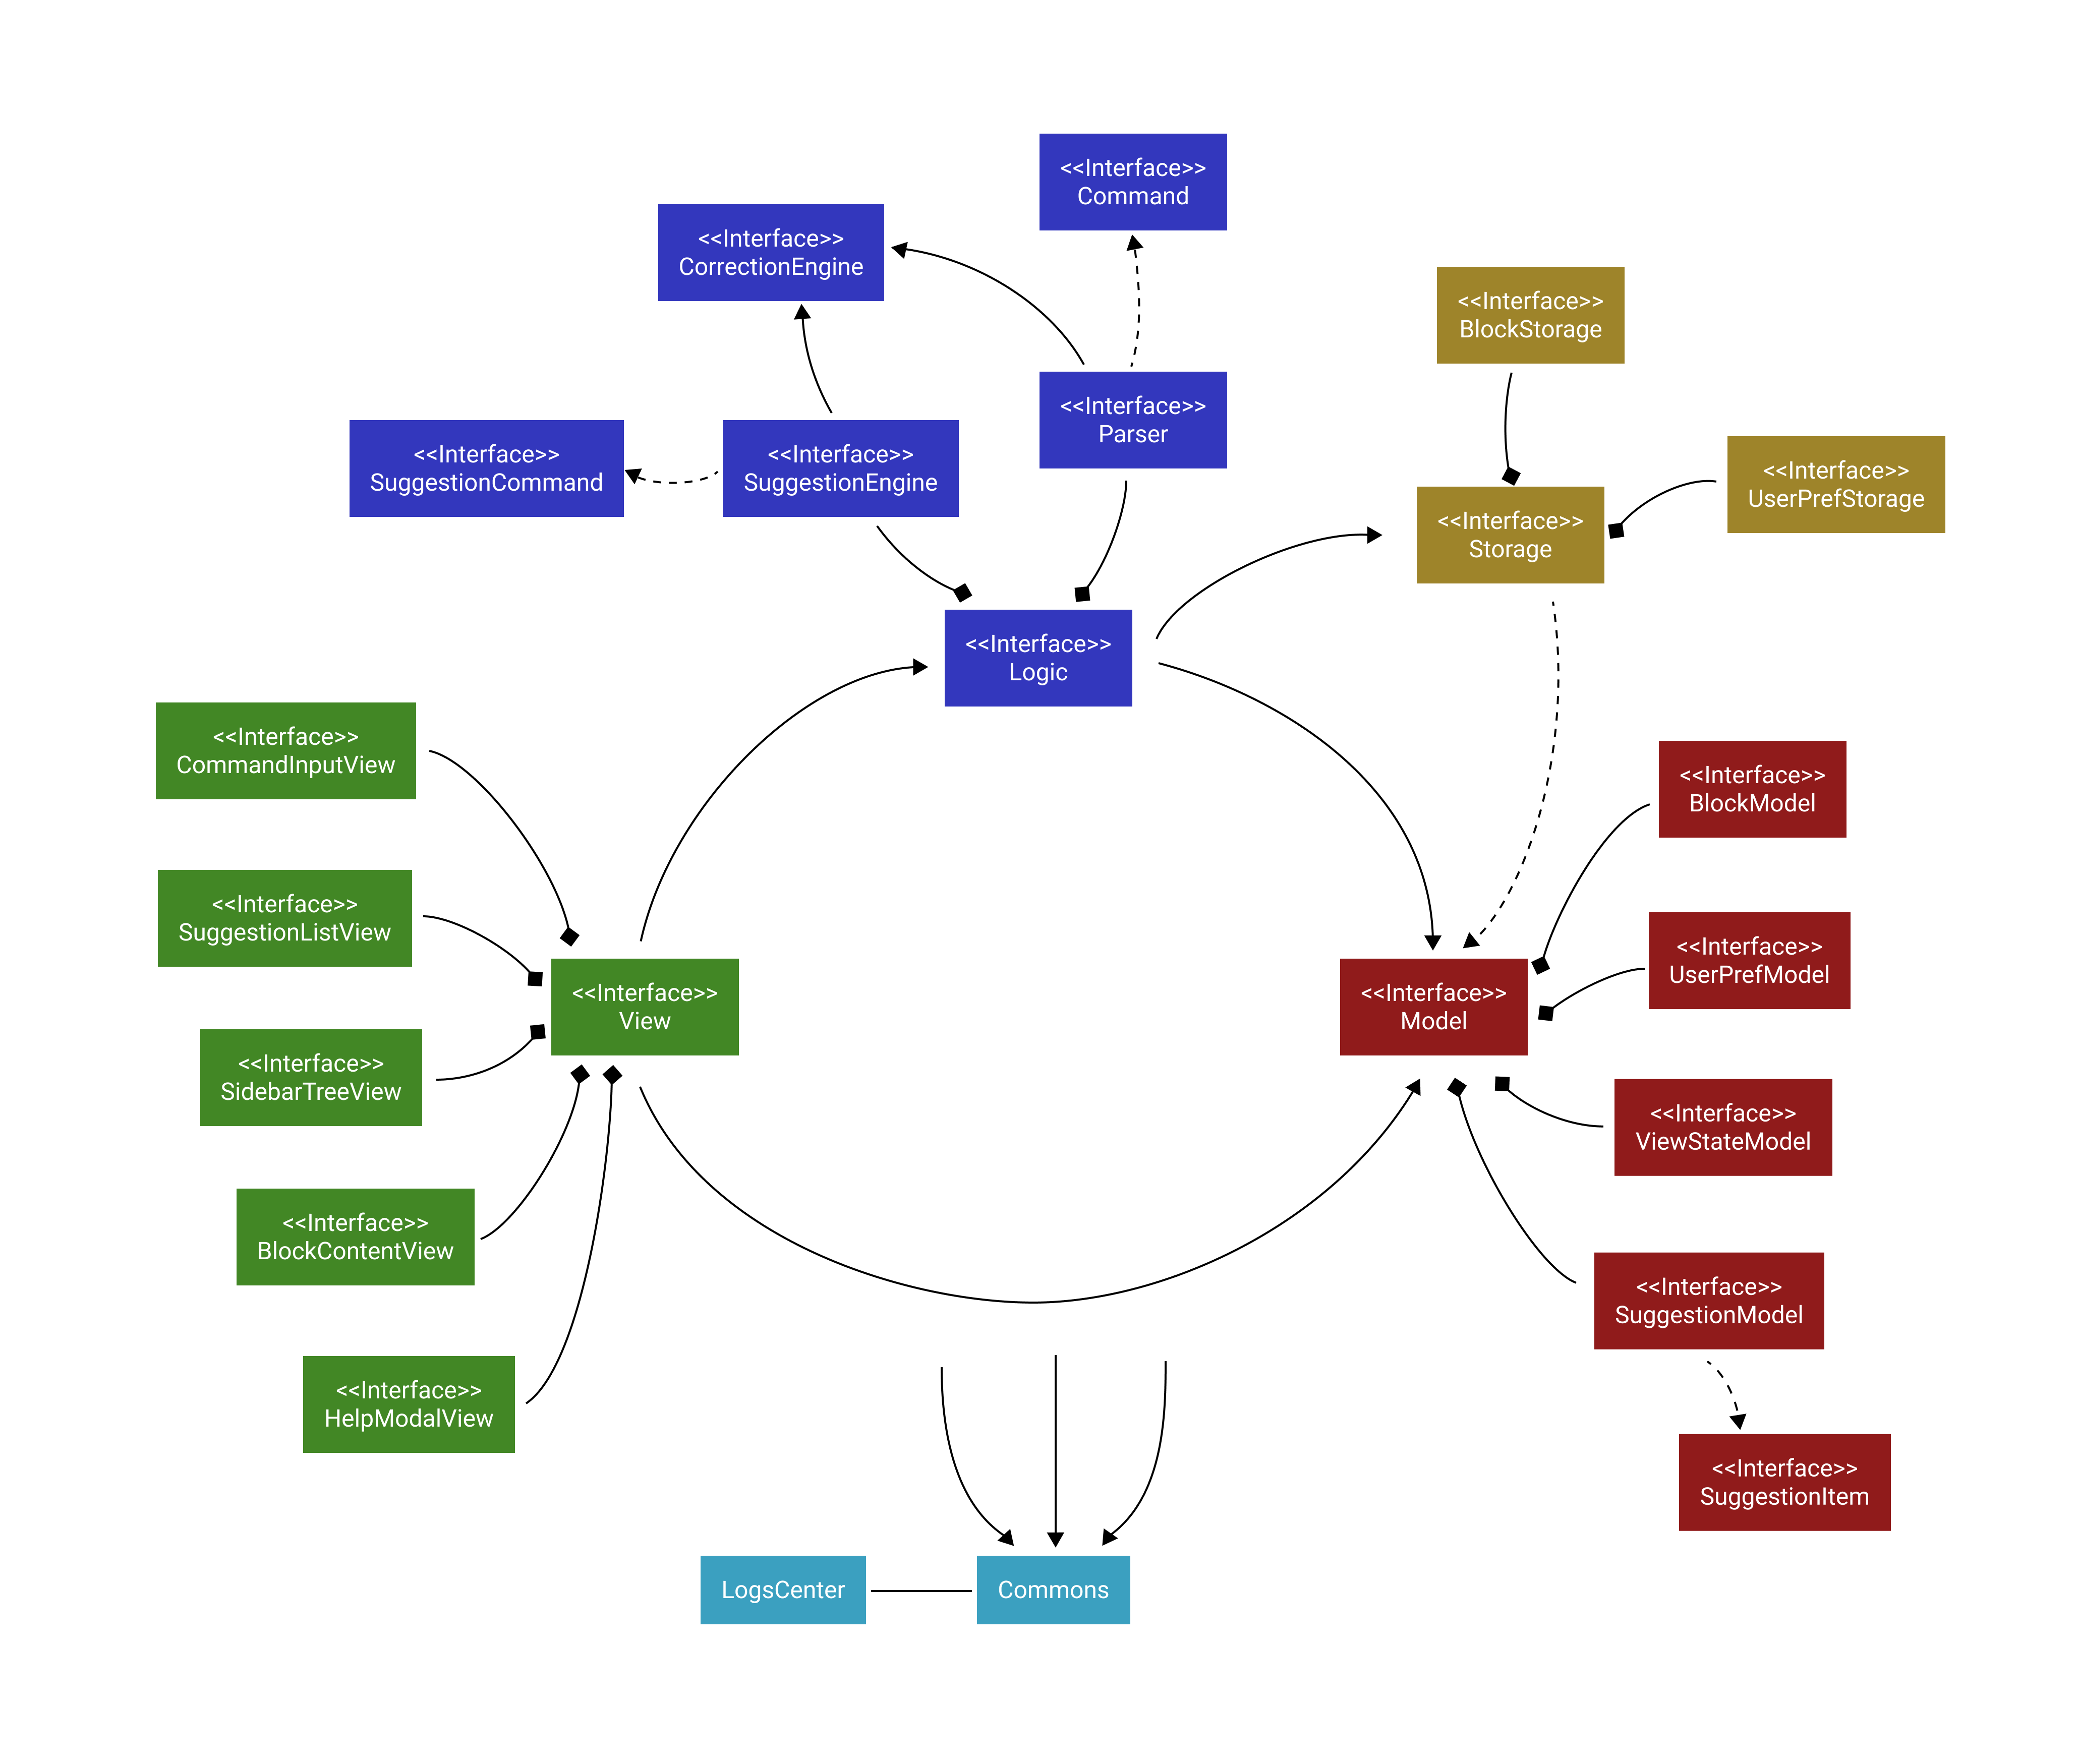 <<Interface>>
Command
<<Interface>>
CorrectionEngine
<<Interface>>
BlockStorage
<<Interface>>
Parser
<<Interface>>
SuggestionCommand
<<Interface>>
SuggestionEngine
<<Interface>>
UserPrefStorage
<<Interface>>
Storage
<<Interface>>
Logic
<<Interface>>
CommandInputView
<<Interface>>
BlockModel
<<Interface>>
SuggestionListView
<<Interface>>
UserPrefModel
<<Interface>>
View
<<Interface>>
Model
<<Interface>>
SidebarTreeView
<<Interface>>
ViewStateModel
<<Interface>>
BlockContentView
<<Interface>>
SuggestionModel
<<Interface>>
HelpModalView
<<Interface>>
SuggestionItem
LogsCenter
Commons